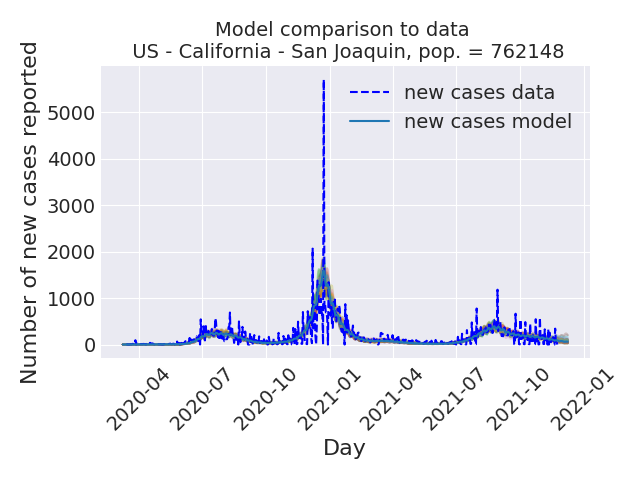 Model comparison to data
US - California - San Joaquin, pop. = 762148
Number of new cases reported
5000
4000
3000
2000
1000
0
new cases data
new cases model
2020-04
2020-07
2020-10
2021-01
2021-04
2021-07
2021-10
2022-01
Day